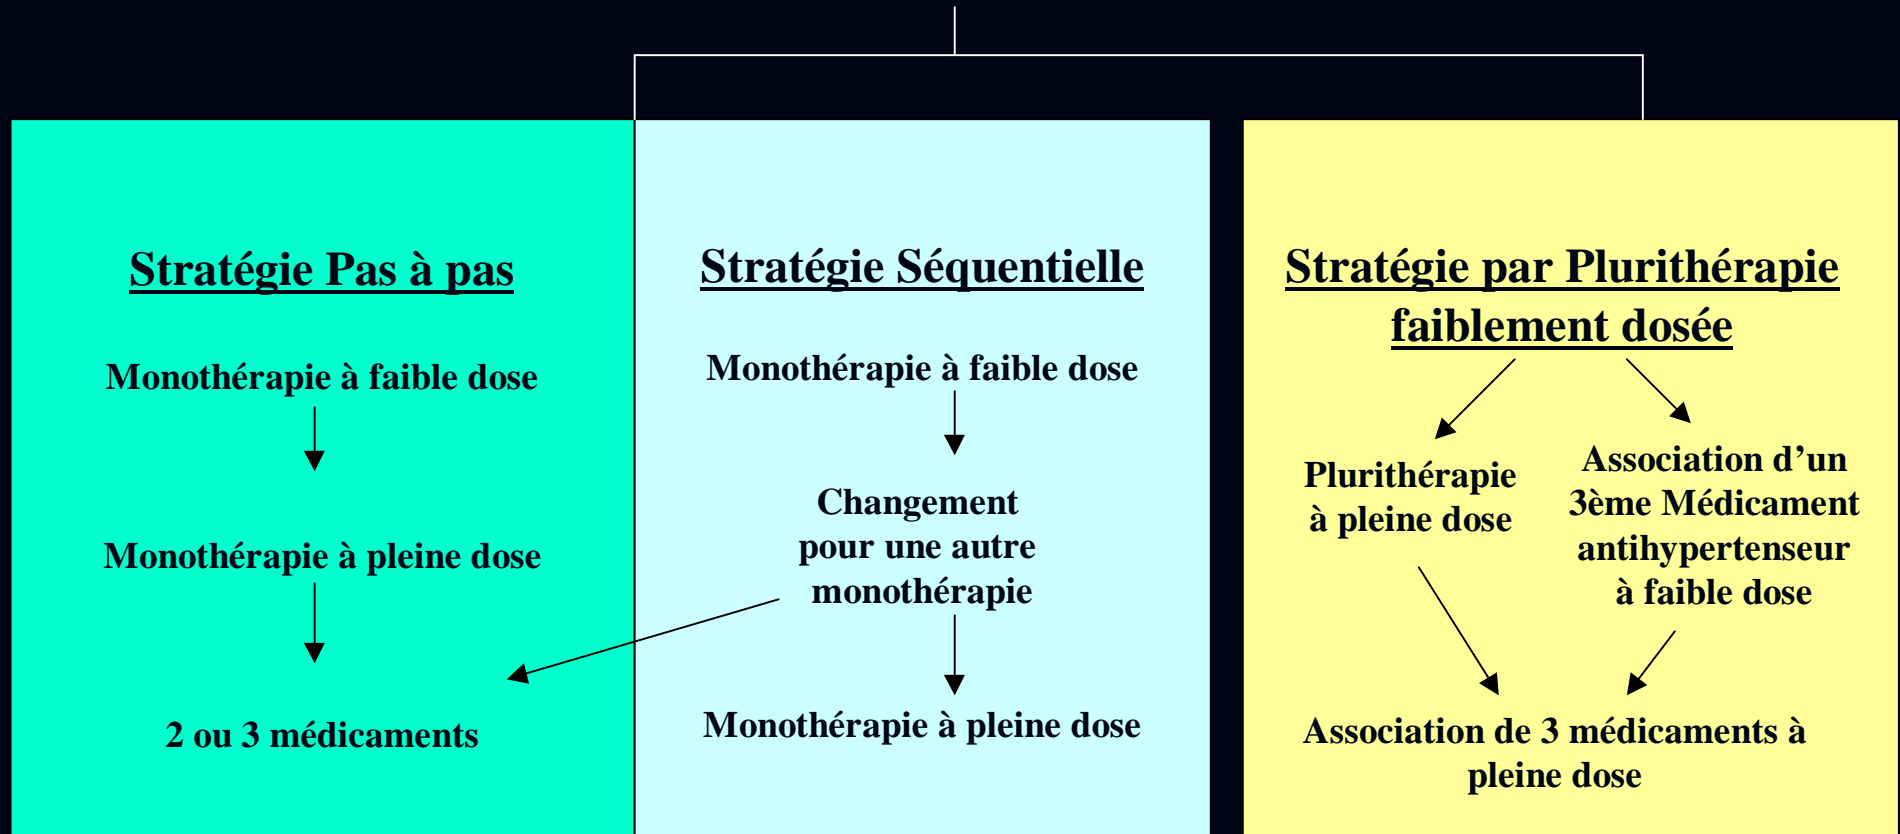 Stratégie Pas à pas
Monothérapie à faible dose
Monothérapie à pleine dose
2 ou 3 médicaments
Stratégie Séquentielle
Monothérapie à faible dose
Changement
pour une autre
monothérapie
Monothérapie à pleine dose
Stratégie par Plurithérapie
faiblement dosée
Plurithérapie
à pleine dose
Association d’un
3ème Médicament
antihypertenseur
à faible dose
Association de 3 médicaments à
pleine dose